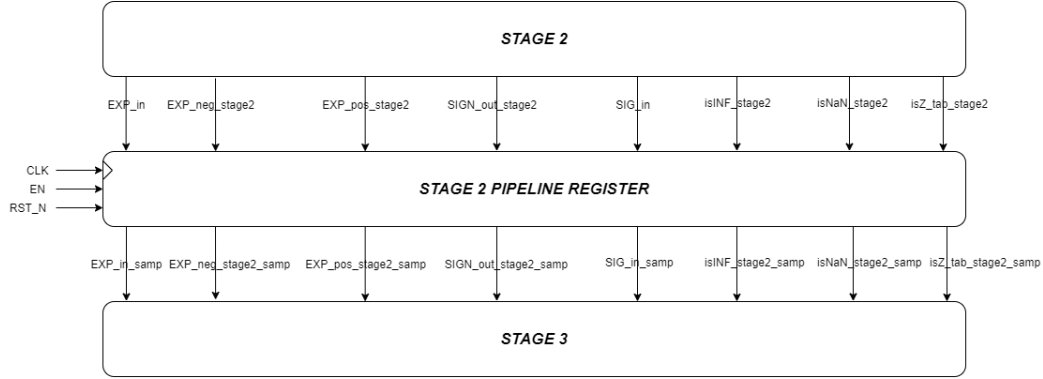 STAGE 2
EXP_in EXP_neg_stage2 EXP_pos_stage2 SIGN_out_stage2 SIG_in isINF_stage2 isNaN_stage2 isZ_tab_stage2
CLK
EN
RST_N
STAGE 2 PIPELINE REGISTER
EXP_in_samp EXP_neg_stage2_samp EXP_pos_stage2_samp SIGN_out_stage2_samp SIG_in_samp isINF_stage2_samp isNaN_stage2_samp isZ_tab_stage2_samp
STAGE 3